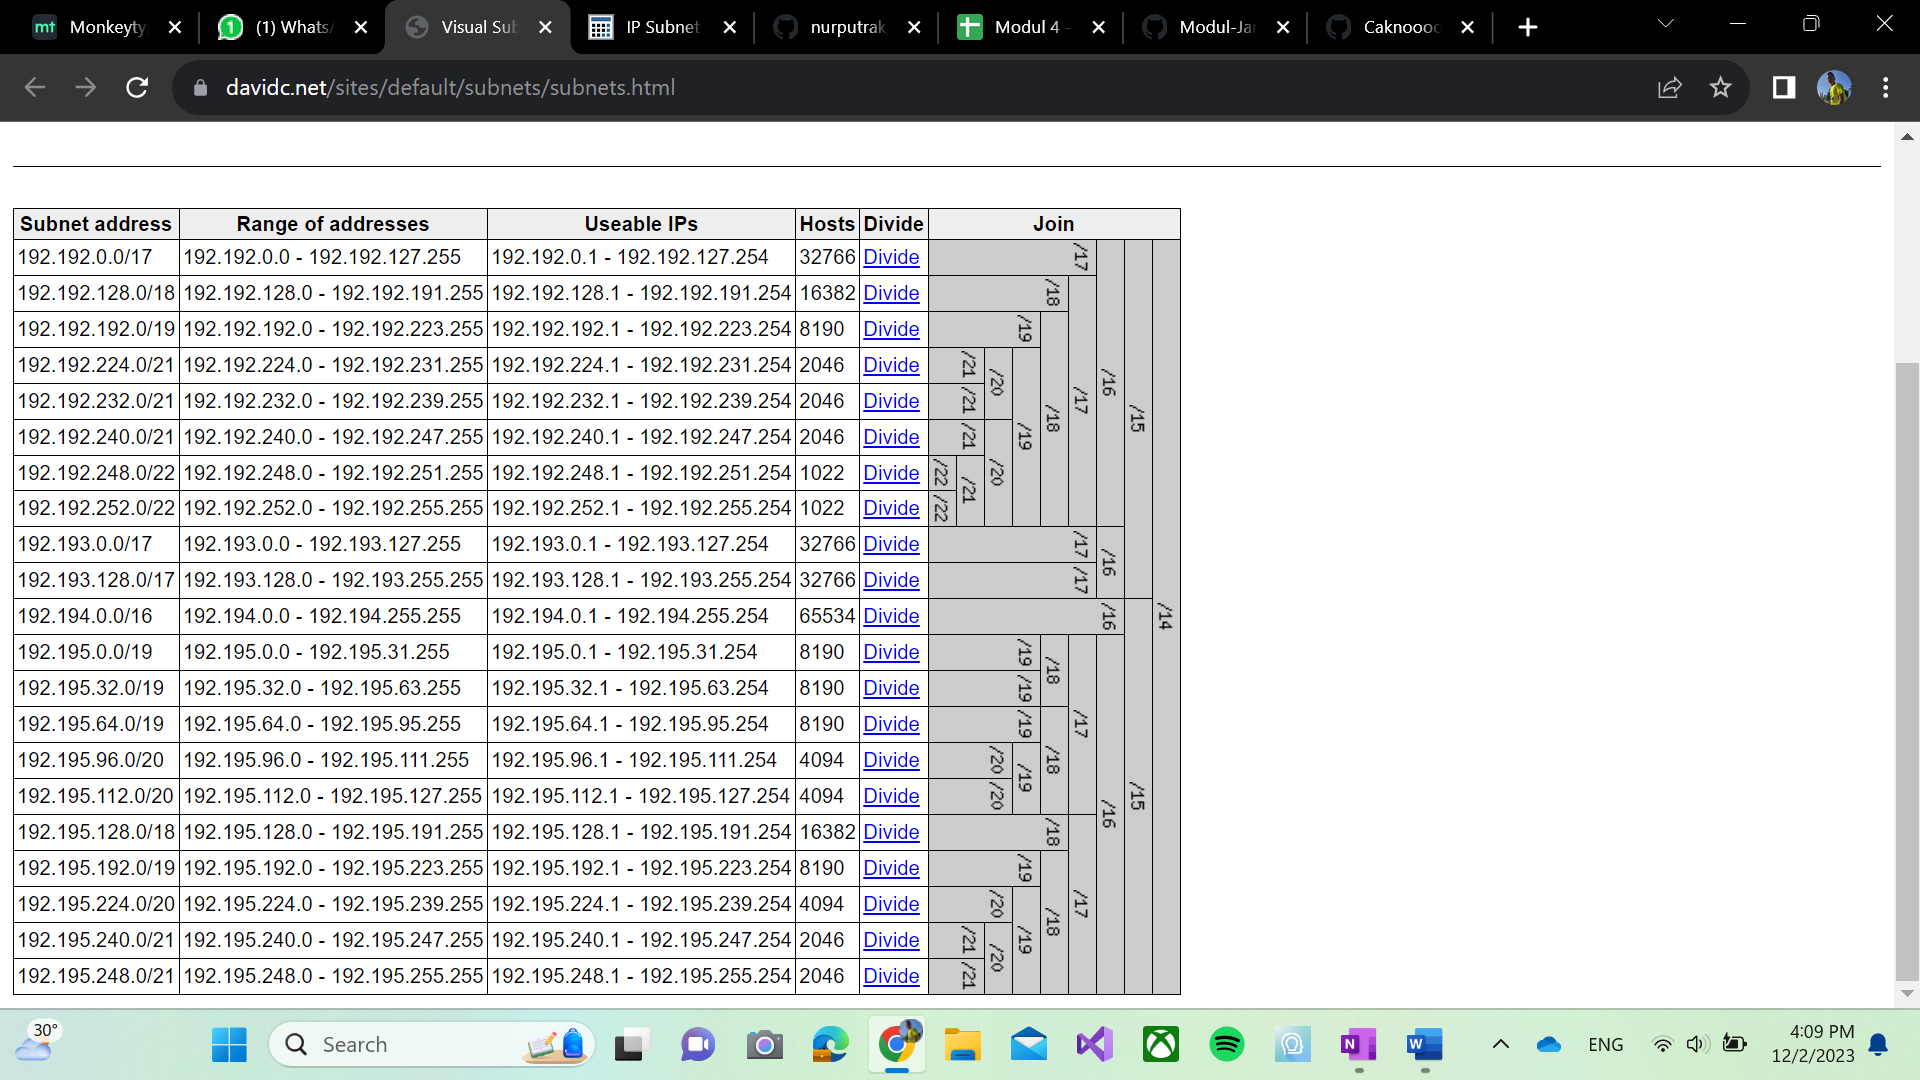 mt Monkeyty
1 (1) Whats
Visual Sub
IP Subnet
nurputrak
Modul 4 -
Modul-Jar
Caknoooo
davidc.net/sites/default/subnets/subnets.html
Subnet address Range of addresses Useable IPs Hosts Divide Join
192.192.0.0/17 192.192.0.0 - 192.192.127.255 192.192.0.1 - 192.192.127.254 32766 Divide /17
192.192.128.0/18 192.192.128.0 - 192.192.191.255 192.192.128.1 - 192.192.191.254 16382 Divide /18
192.192.192.0/19 192.192.192.0 - 192.192.223.255 192.192.192.1 - 192.192.223.254 8190 Divide /19
192.192.224.0/21 192.192.224.0 - 192.192.231.255 192.192.224.1 - 192.192.231.254 2046 Divide /21 /20 /19 /18 /17 /16 /15 /14
192.192.232.0/21 192.192.232.0 - 192.192.239.255 192.192.232.1 - 192.192.239.254 2046 Divide /21
192.192.240.0/21 192.192.240.0 - 192.192.247.255 192.192.240.1 - 192.192.247.254 2046 Divide /21 /20
192.192.248.0/22 192.192.248.0 - 192.192.251.255 192.192.248.1 - 192.192.251.254 1022 Divide /22 /21
192.192.252.0/22 192.192.252.0 - 192.192.255.255 192.192.252.1 - 192.192.255.254 1022 Divide /22
192.193.0.0/17 192.193.0.0 - 192.193.127.255 192.193.0.1 - 192.193.127.254 32766 Divide /17 /16
192.193.128.0/17 192.193.128.0 - 192.193.255.255 192.193.128.1 - 192.193.255.254 32766 Divide /17
192.194.0.0/16 192.194.0.0 - 192.194.255.255 192.194.0.1 - 192.194.255.254 65534 Divide /16 /15
192.195.0.0/19 192.195.0.0 - 192.195.31.255 192.195.0.1 - 192.195.31.254 8190 Divide /19 /18 /17 /16
192.195.32.0/19 192.195.32.0 - 192.195.63.255 192.195.32.1 - 192.195.63.254 8190 Divide /19
192.195.64.0/19 192.195.64.0 - 192.195.95.255 192.195.64.1 - 192.195.95.254 8190 Divide /19 /18
192.195.96.0/20 192.195.96.0 - 192.195.111.255 192.195.96.1 - 192.195.111.254 4094 Divide /20 /19
192.195.112.0/20 192.195.112.0 - 192.195.127.255 192.195.112.1 - 192.195.127.254 4094 Divide /20
192.195.128.0/18 192.195.128.0 - 192.195.191.255 192.195.128.1 - 192.195.191.254 16382 Divide /18 /17
192.195.192.0/19 192.195.192.0 - 192.195.223.255 192.195.192.1 - 192.195.223.254 8190 Divide /19 /18
192.195.224.0/20 192.195.224.0 - 192.195.239.255 192.195.224.1 - 192.195.239.254 4094 Divide /20 /19
192.195.240.0/21 192.195.240.0 - 192.195.247.255 192.195.240.1 - 192.195.247.254 2046 Divide /21 /20
192.195.248.0/21 192.195.248.0 - 192.195.255.255 192.195.248.1 - 192.195.255.254 2046 Divide /21
30°
Search
N
W
ENG
4:09 PM
12/2/2023